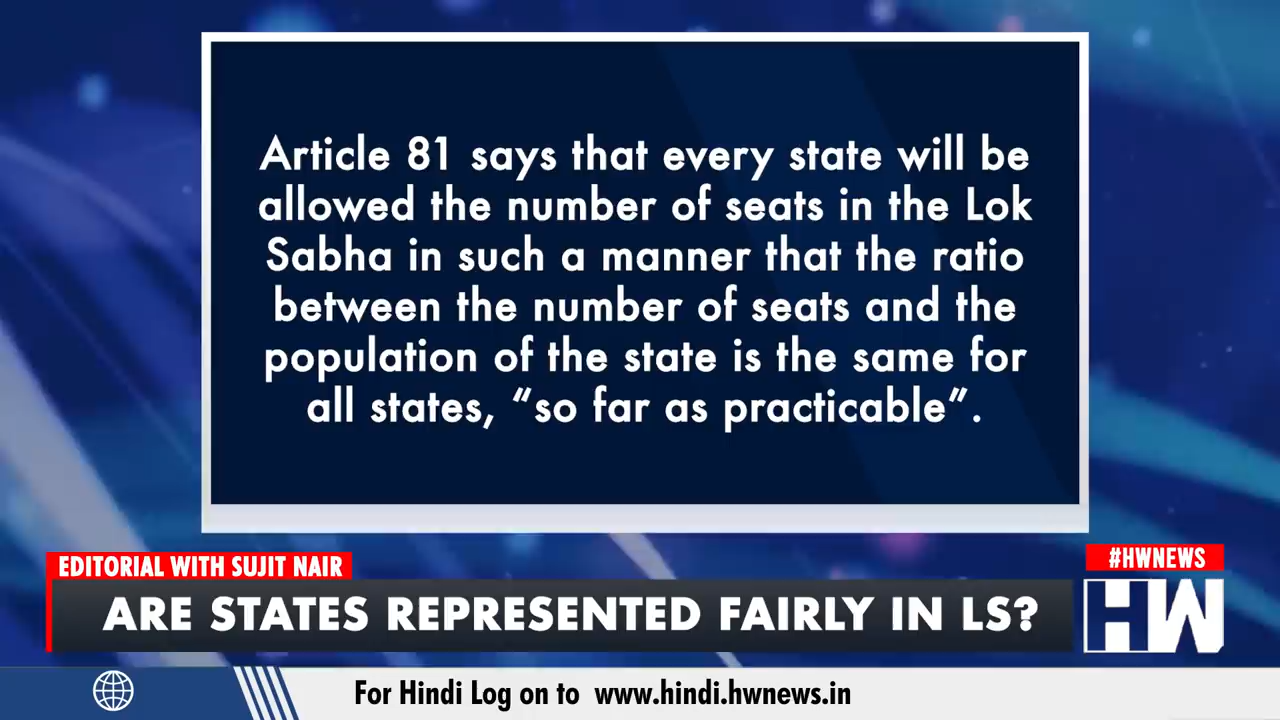 Article 81 says that every state will be
allowed the number of seats in the Lok
Sabha in such a manner that the ratio
between the number of seats and the
population of the state is the same for
all states, “so far as practicable”.
EDITORIAL WITH SUJIT NAIR
#HWNEWS
ARE STATES REPRESENTED FAIRLY IN LS?
HW
For Hindi Log on to www.hindi.hwnews.in